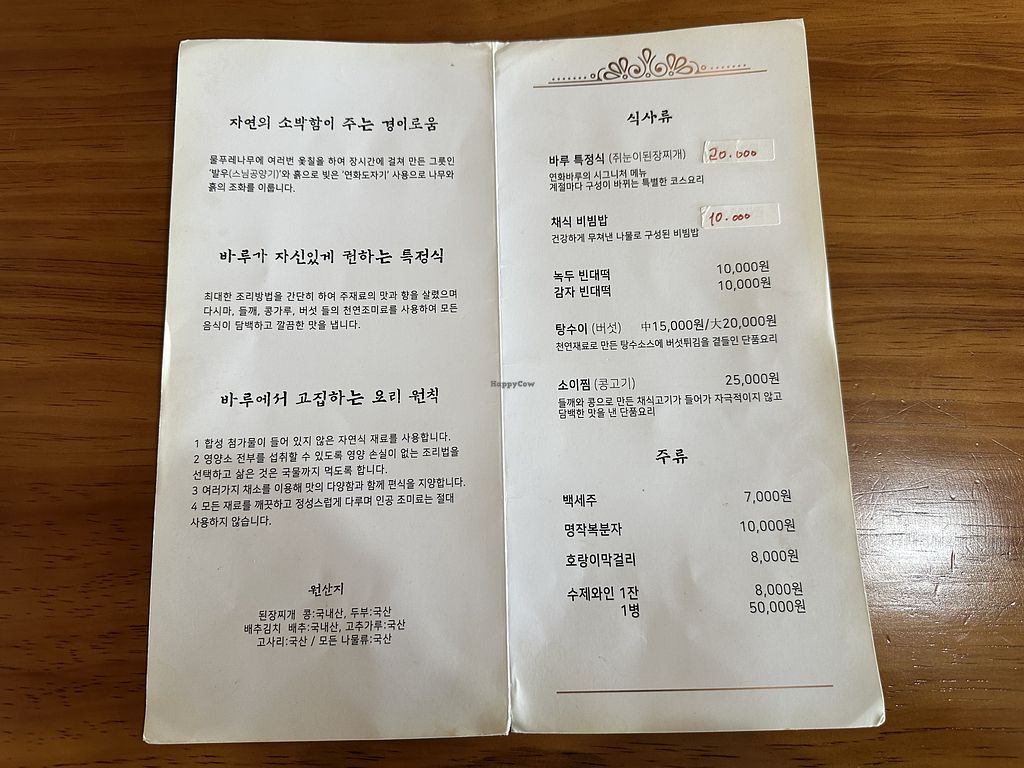 자연의 소박함이 주는 경이로움
물푸레나무에 여러번 옻칠을 하여 장시간에 걸쳐 만든 그릇인
'발우(스님공양기)'와 흙으로 빚은 '연화도자기' 사용으로 나무와
흙의 조화를 이룹니다.
바루가 자신있게 권하는 특정식
최대한 조리방법을 간단히 하여 주재료의 맛과 향을 살렸으며
다시마, 들깨, 콩가루, 버섯 들의 천연조미료를 사용하여 모든
음식이 담백하고 깔끔한 맛을 냅니다.
바루에서 고집하는 요리 원칙
1 합성 첨가물이 들어 있지 않은 자연식 재료를 사용합니다.
2 영양소 전부를 섭취할 수 있도록 영양 손실이 없는 조리법을
선택하고 삶은 것은 국물까지 먹도록 합니다.
3 여러가지 채소를 이용해 맛의 다양함과 함께 편식을 지양합니다.
4 모든 재료를 깨끗하고 정성스럽게 다루며 인공 조미료는 절대
사용하지 않습니다.
원산지
된장찌개 콩:국내산, 두부:국산
배추김치 배추:국내산, 고추가루:국산
고사리:국산 / 모든 나물류:국산
식사류
바루 특정식 (쥐눈이된장찌개) 20.000
연화바루의 시그니처 메뉴
계절마다 구성이 바뀌는 특별한 코스요리
채식 비빔밥 10.000
건강하게 무쳐낸 나물로 구성된 비빔밥
녹두 빈대떡 10,000원
감자 빈대떡 10,000원
탕수이 (버섯) 中15,000원/大20,000원
천연재료로 만든 탕수소스에 버섯튀김을 곁들인 단품요리
소이찜 (콩고기) 25,000원
들깨와 콩으로 만든 채식고기가 들어가 자극적이지 않고
담백한 맛을 낸 단품요리
주류
백세주 7,000원
명작복분자 10,000원
호랑이막걸리 8,000원
수제와인 1잔 8,000원
1병 50,000원
HappyCow